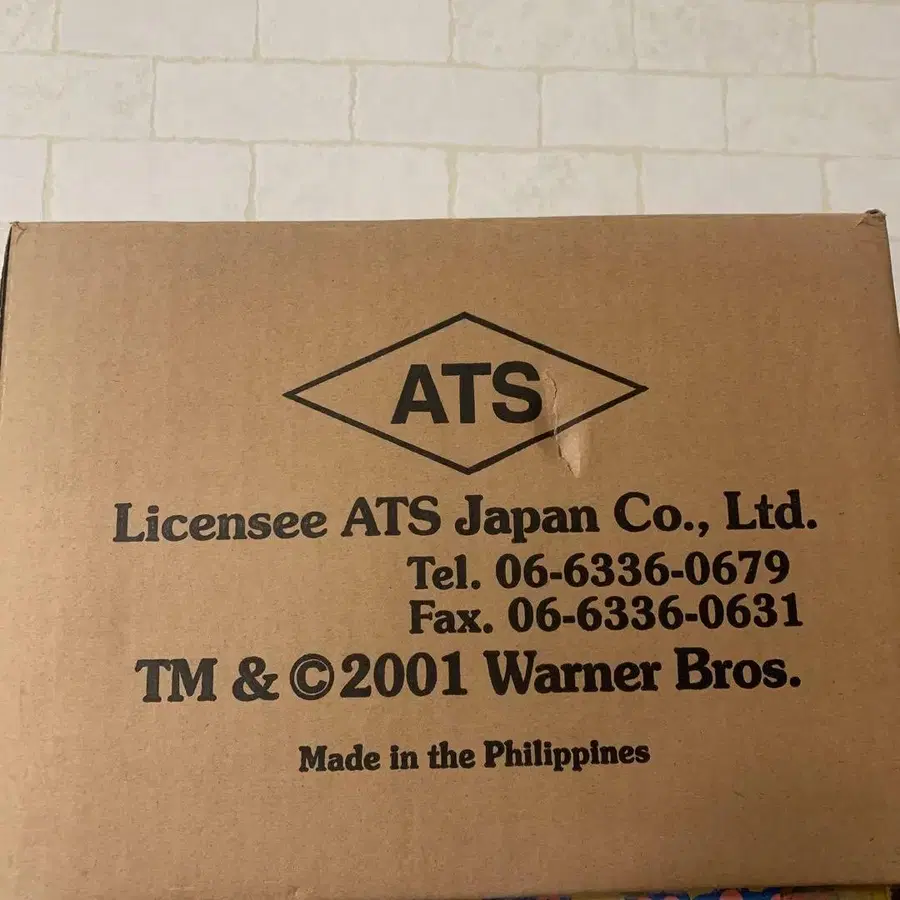 ATS
Licensee ATS Japan Co., Ltd.
Tel. 06-6336-0679
Fax. 06-6336-0631
TM & ©2001 Warner Bros.
Made in the Philippines